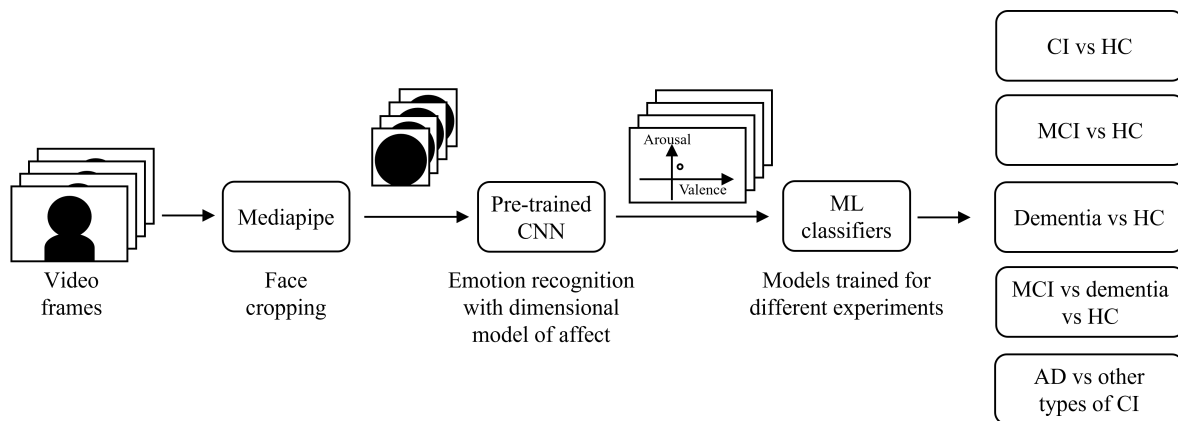 Video
frames
Mediapipe
Face
cropping
Pre-trained
CNN
Emotion recognition
with dimensional
model of affect
Arousal
Valence
ML
classifiers
Models trained for
different experiments
CI vs HC
MCI vs HC
Dementia vs HC
MCI vs dementia
vs HC
AD vs other
types of CI